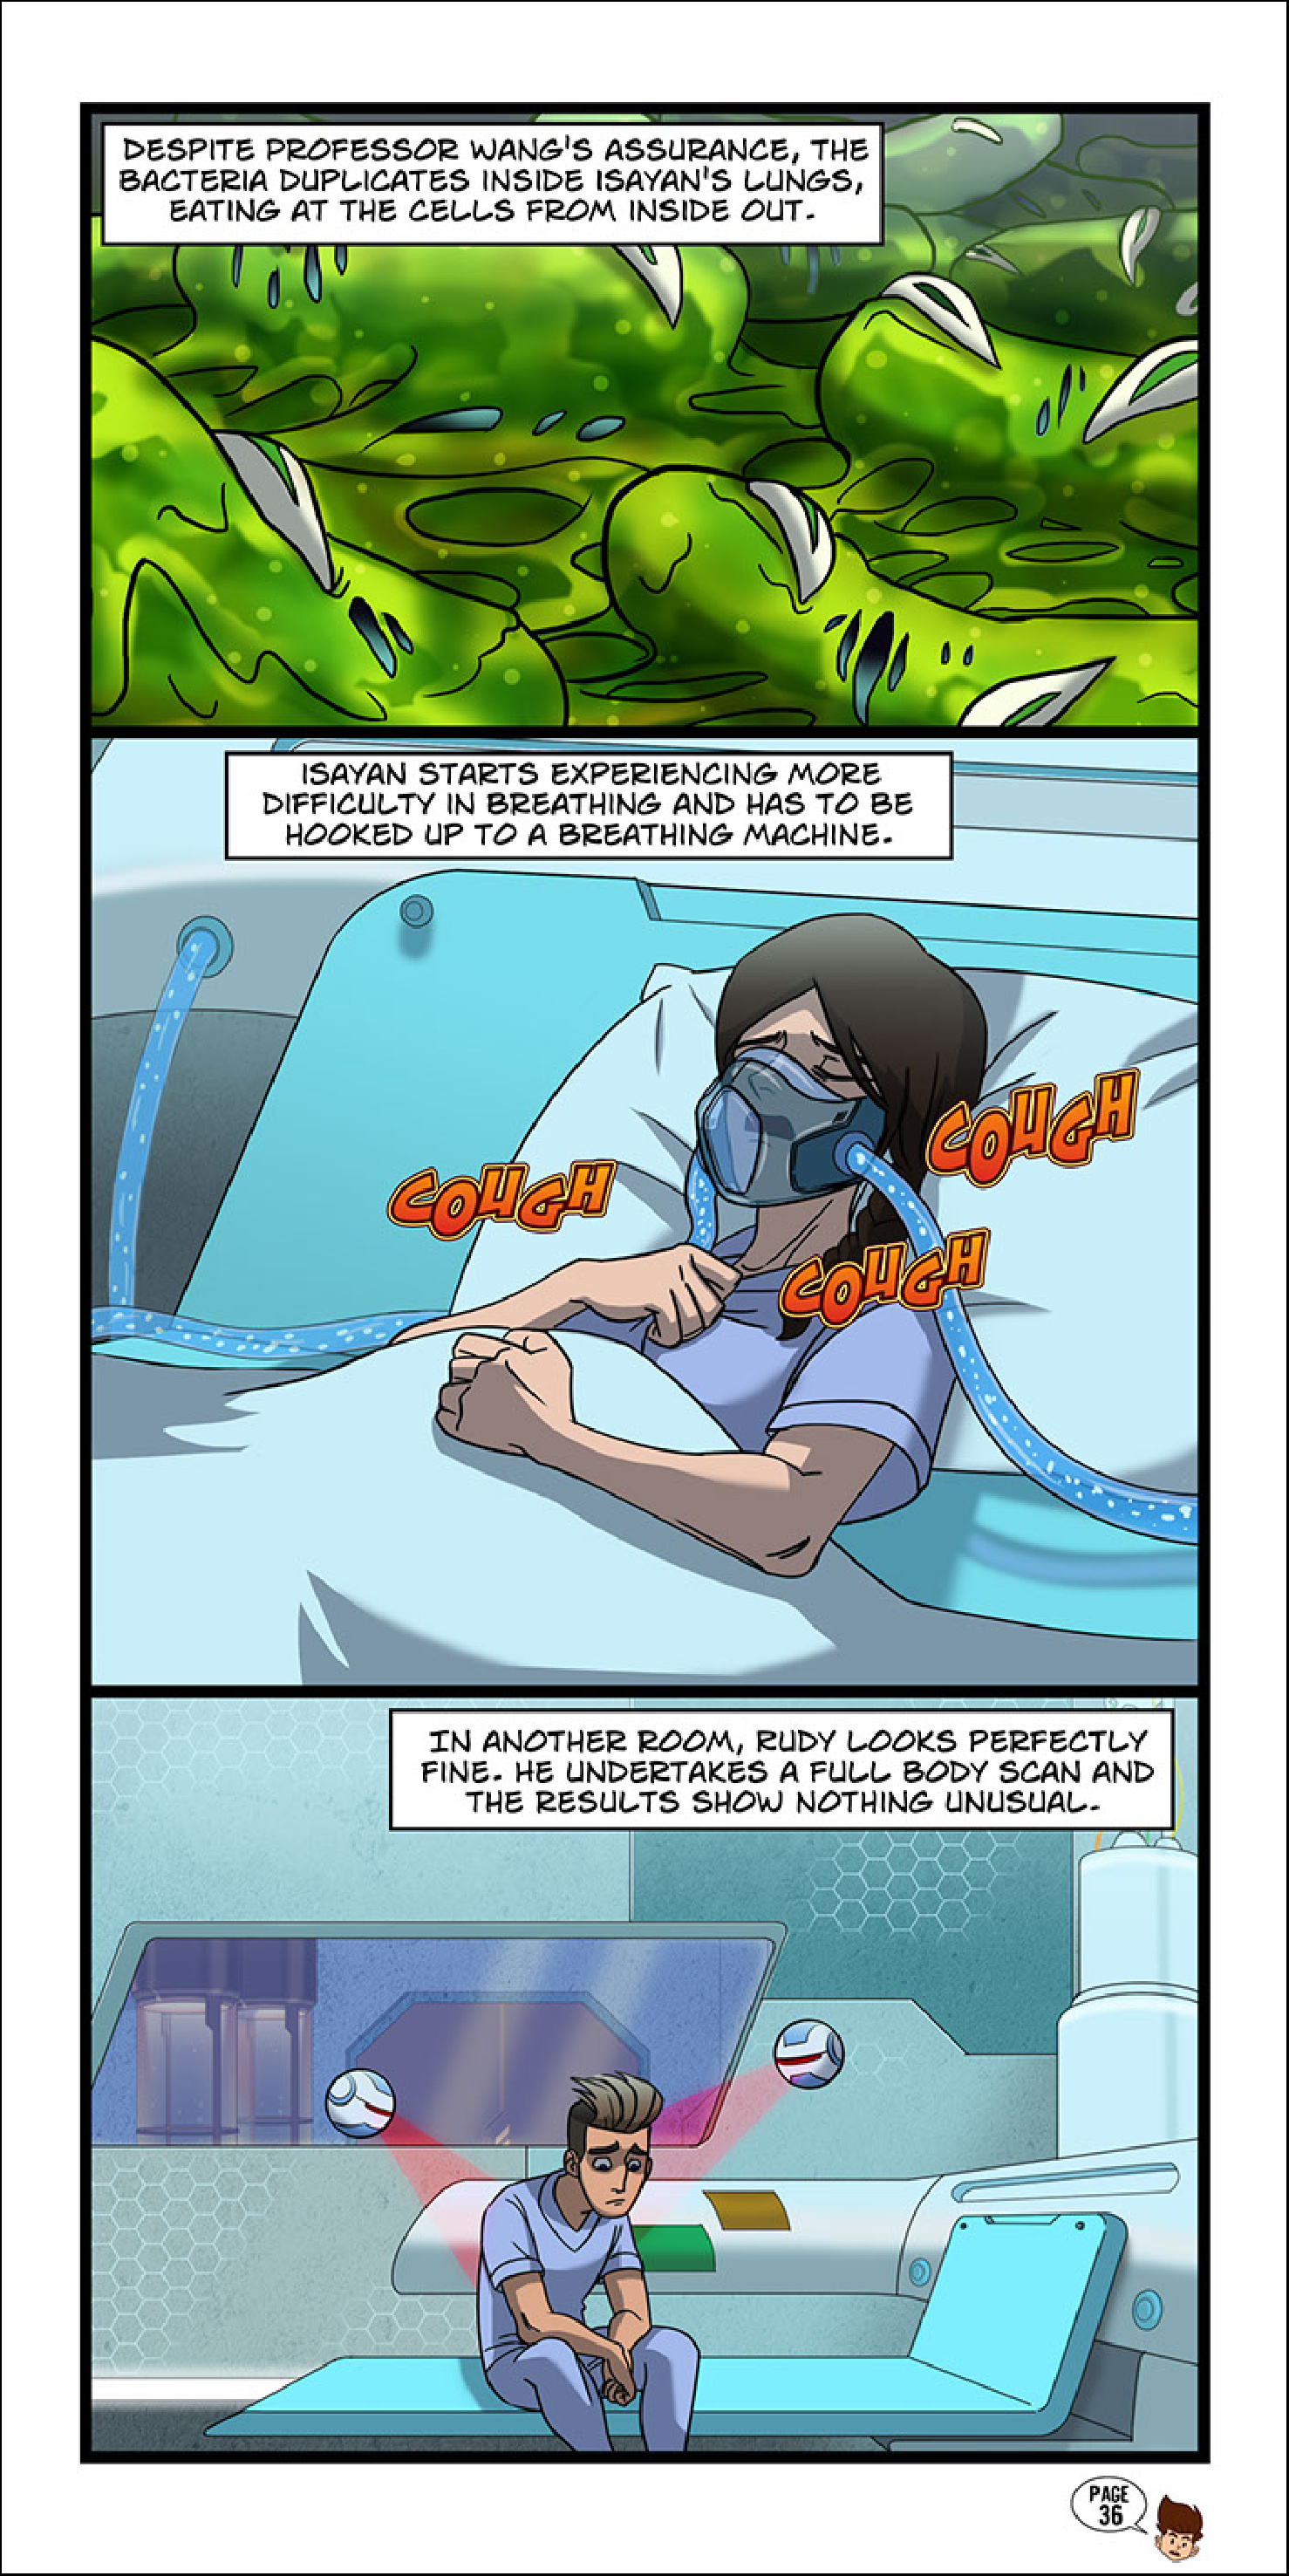 DESPITE PROFESSOR WANG'S ASSURANCE, THE
BACTERIA DUPLICATES INSIDE ISAYAN'S LUNGS,
EATING AT THE CELLS FROM INSIDE OUT.
ISAYAN STARTS EXPERIENCING MORE
DIFFICULTY IN BREATHING AND HAS TO BE
HOOKED UP TO A BREATHING MACHINE.
COUGH
COUGH
COUGH
IN ANOTHER ROOM, RUDY LOOKS PERFECTLY
FINE. HE UNDERTAKES A FULL BODY SCAN AND
THE RESULTS SHOW NOTHING UNUSUAL.
PAGE
36